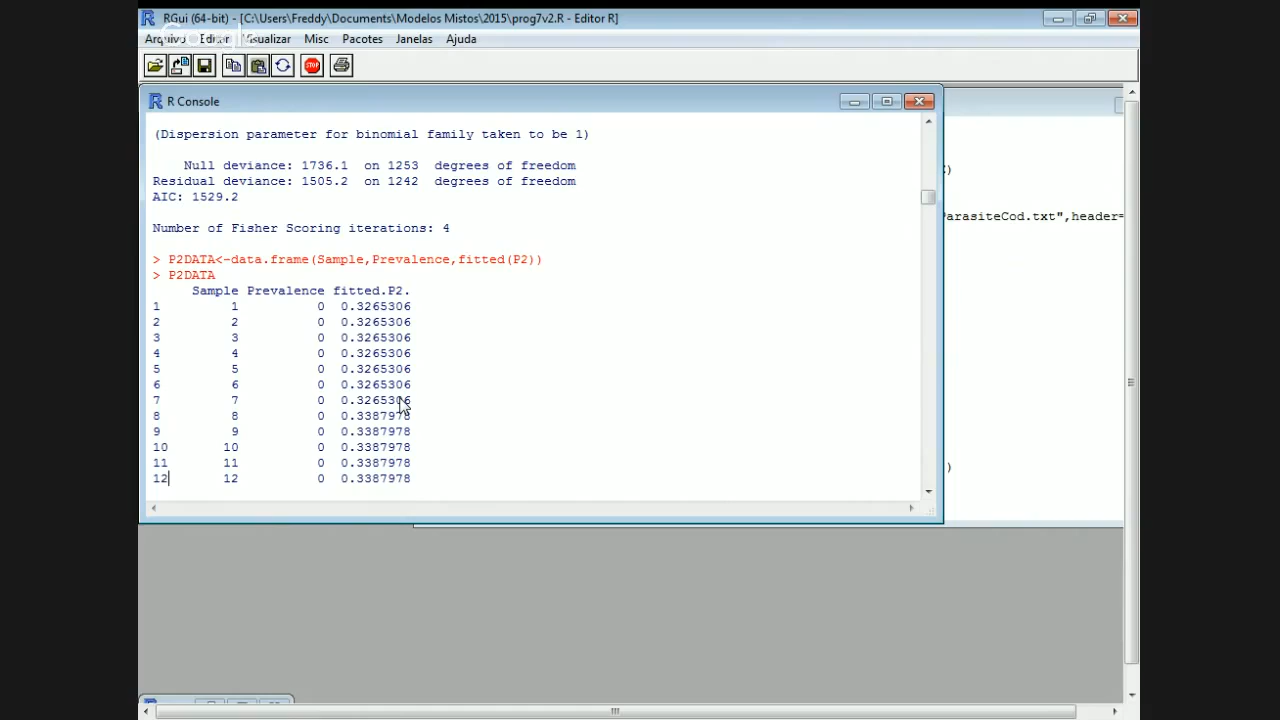 RGui (64-bit) - [C:\Users\Freddy\Documents\Modelos Mistos\2015\prog7v2.R - Editor R]
Arquivo Editar Visualizar Misc Pacotes Janelas Ajuda
STOP
R Console
(Dispersion parameter for binomial family taken to be 1)
Null deviance: 1736.1 on 1253 degrees of freedom
Residual deviance: 1505.2 on 1242 degrees of freedom
AIC: 1529.2
Number of Fisher Scoring iterations: 4
> P2DATA<-data.frame(Sample,Prevalence,fitted(P2))
> P2DATA
Sample Prevalence fitted.P2.
1 1 0 0.3265306
2 2 0 0.3265306
3 3 0 0.3265306
4 4 0 0.3265306
5 5 0 0.3265306
6 6 0 0.3265306
7 7 0 0.3265306
8 8 0 0.3387978
9 9 0 0.3387978
10 10 0 0.3387978
11 11 0 0.3387978
12 12 0 0.3387978
)
ParasiteCod.txt",header=
)